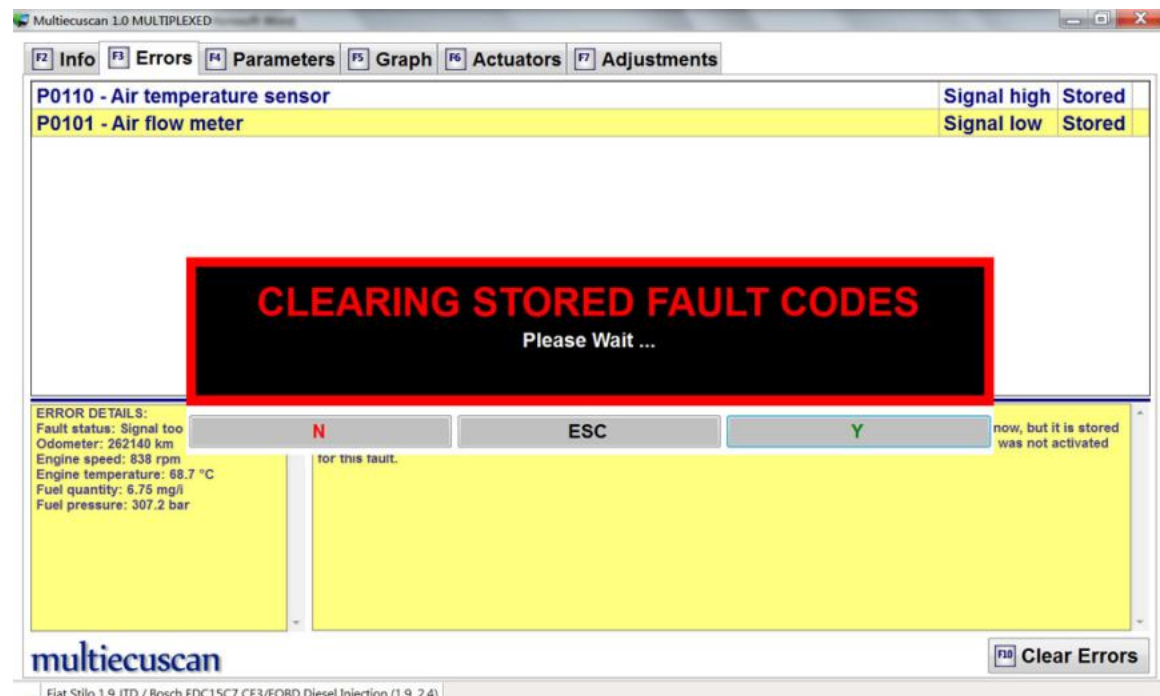 Multiecuscan 1.0 MULTIPLEXED
F2 Info F3 Errors F4 Parameters F5 Graph F6 Actuators F7 Adjustments
P0110 - Air temperature sensor Signal high Stored
P0101 - Air flow meter Signal low Stored
CLEARING STORED FAULT CODES
Please Wait ...
N ESC Y
ERROR DETAILS:
Fault status: Signal too
Odometer: 262140 km
Engine speed: 838 rpm
Engine temperature: 68.7 °C
Fuel quantity: 6.75 mg/i
Fuel pressure: 307.2 bar
now, but it is stored
was not activated
for this fault.
multiecuscan
F10 Clear Errors
Fiat Stilo 1.9 JTD / Bosch EDC15C7 CF3/EOBD Diesel Injection (1.9, 2.4)